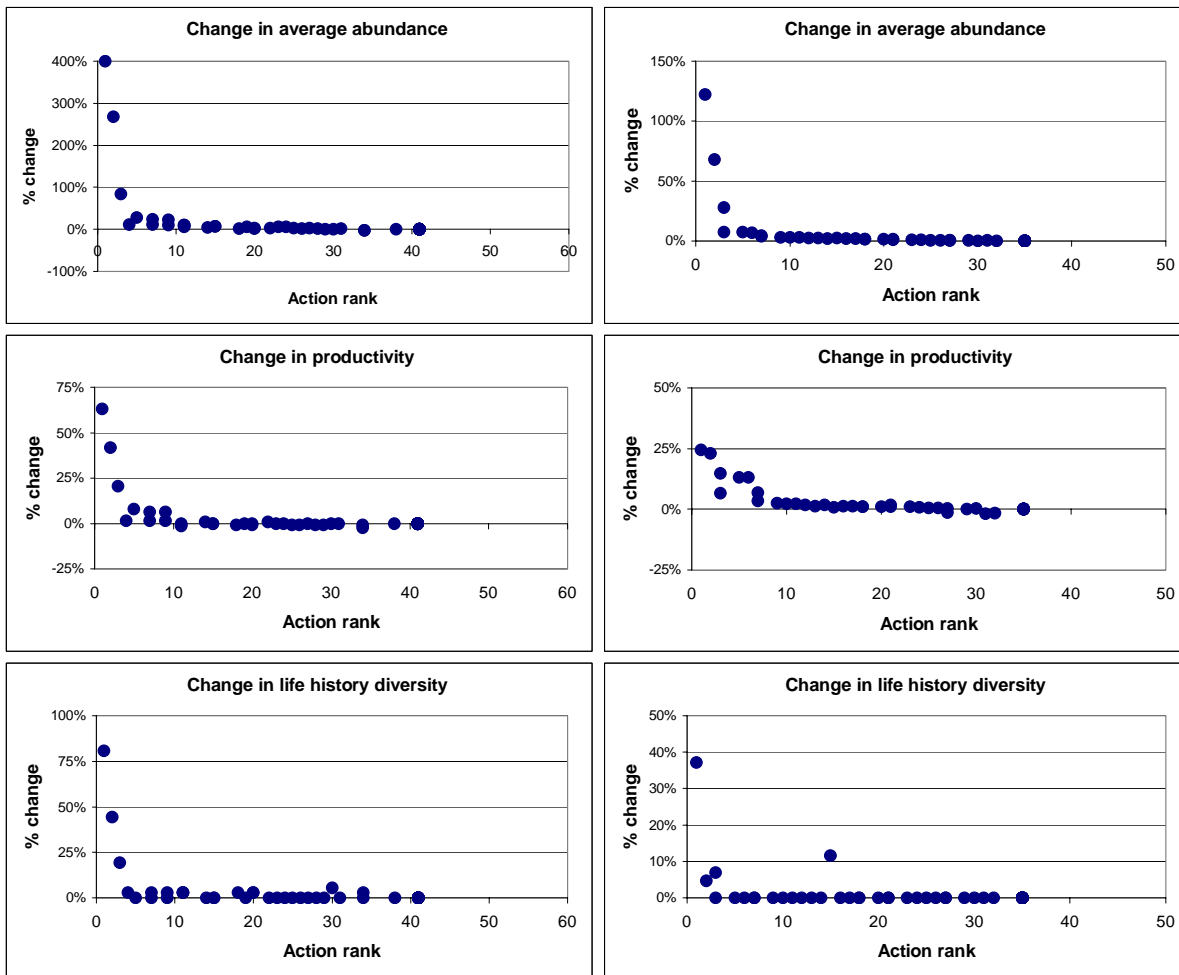 Change in average abundance
400%
300%
200%
100%
0%
-100%
% change
0 10 20 30 40 50 60
Action rank
Change in average abundance
150%
100%
50%
0%
% change
0 10 20 30 40 50
Action rank
Change in productivity
75%
50%
25%
0%
-25%
% change
0 10 20 30 40 50 60
Action rank
Change in productivity
50%
25%
0%
-25%
% change
0 10 20 30 40 50
Action rank
Change in life history diversity
100%
75%
50%
25%
0%
% change
0 10 20 30 40 50 60
Action rank
Change in life history diversity
50%
40%
30%
20%
10%
0%
% change
0 10 20 30 40 50
Action rank